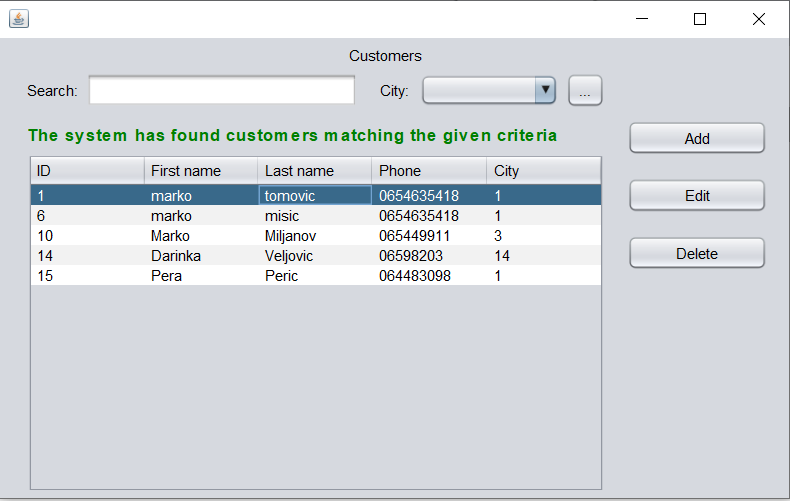 Customers
Search: City: ...
The system has found customers matching the given criteria
Add
ID First name Last name Phone City
1 marko tomovic 0654635418 1
Edit
6 marko misic 0654635418 1
10 Marko Miljanov 065449911 3
14 Darinka Veljovic 06598203 14
Delete
15 Pera Peric 064483098 1